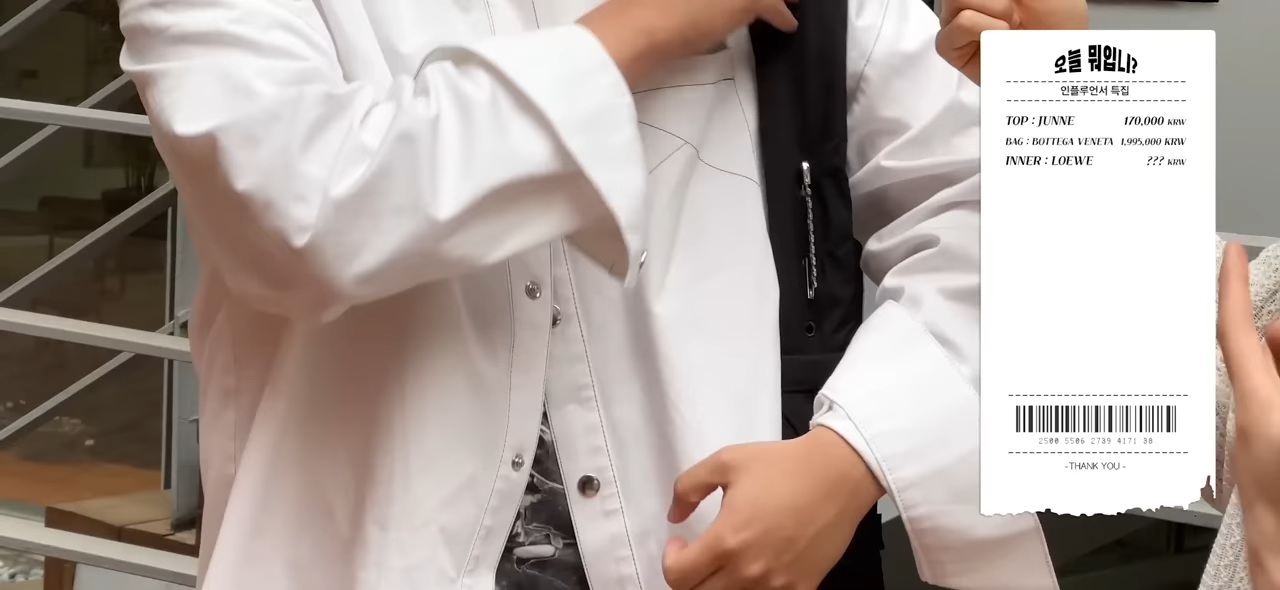 오늘 뭐입니?
인플루언서 특집
TOP : JUNNE 170,000 KRW
BAG : BOTTEGA VENETA 1,995,000 KRW
INNER : LOEWE ??? KRW
2500 5506 2739 4171 38
- THANK YOU -